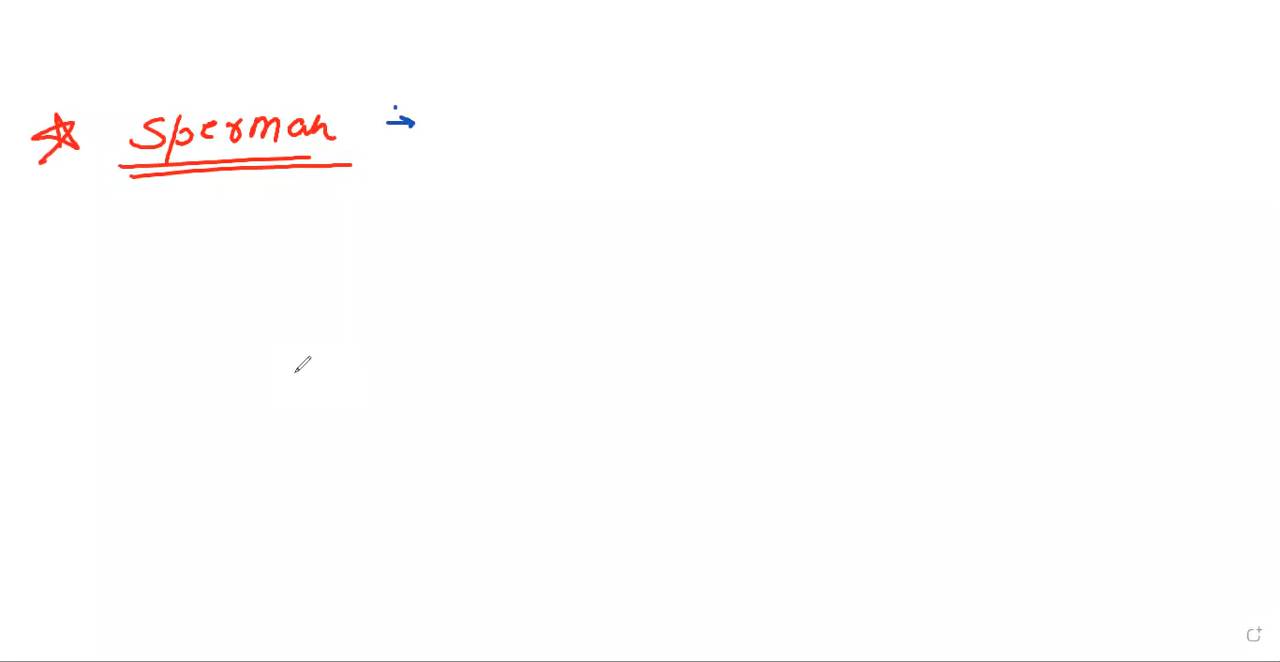 ☆ Sperman →